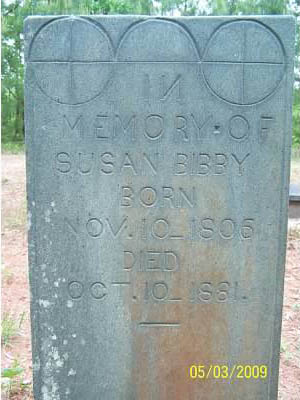 IN
MEMORY·OF
SUSAN BIBBY
BORN
NOV. 10_1806
DIED
OCT. 10_1881.
05/03/2009